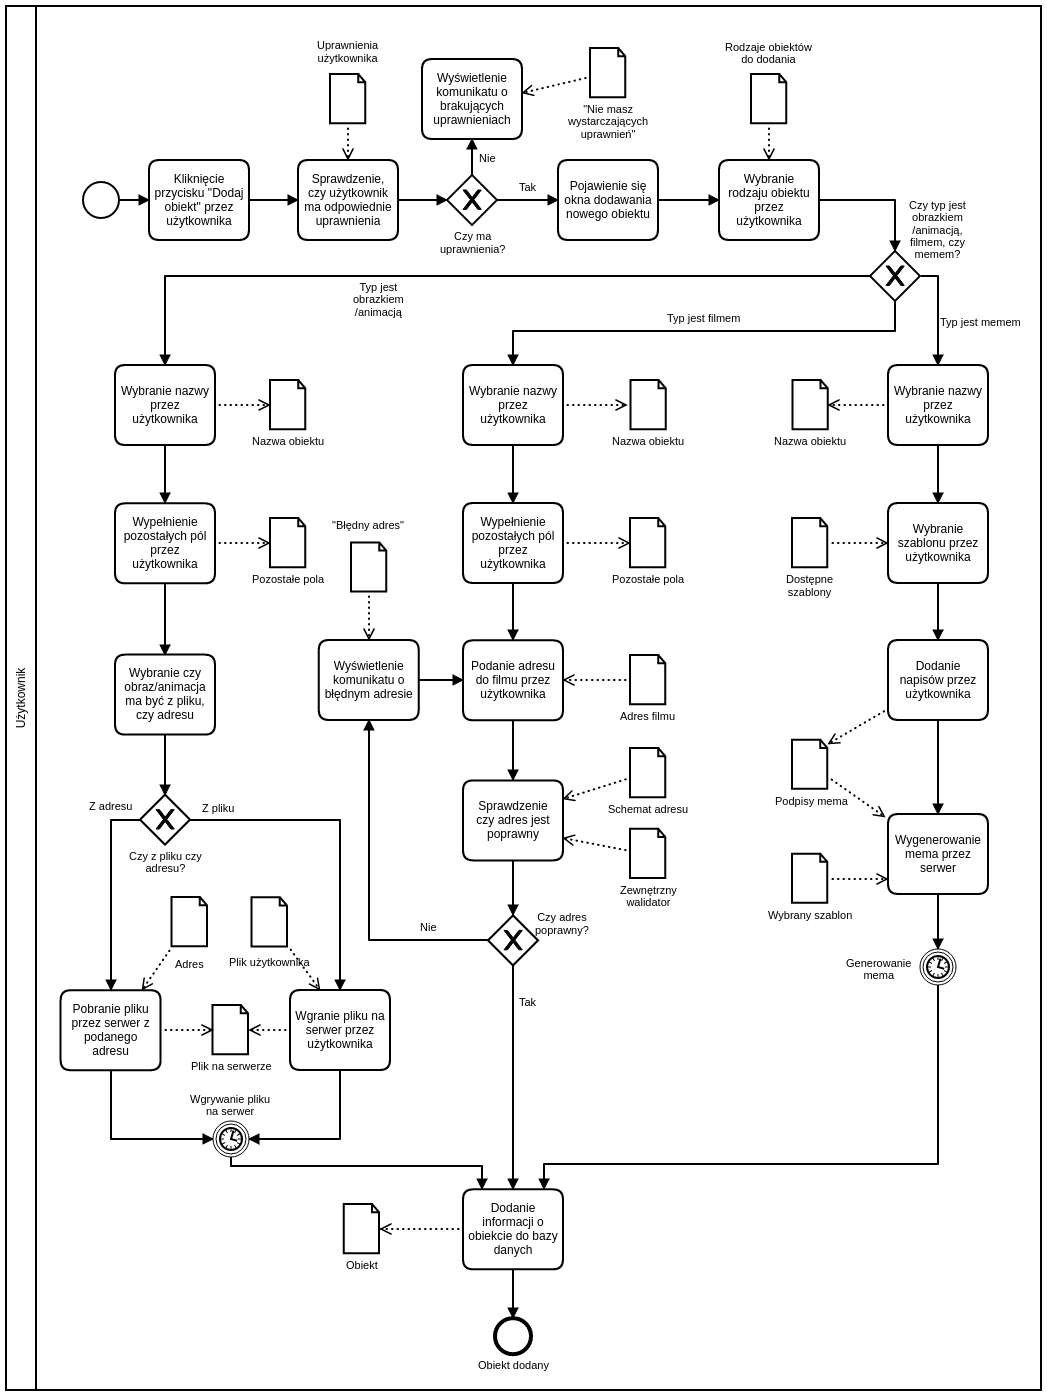 Użytkownik
Uprawnienia
użytkownika
Wyświetlenie
komunikatu o
brakujących
uprawnieniach
"Nie masz
wystarczających
uprawnień"
Rodzaje obiektów
do dodania
Kliknięcie
przycisku "Dodaj
obiekt" przez
użytkownika
Sprawdzenie,
czy użytkownik
ma odpowiednie
uprawnienia
Nie
Czy ma
uprawnienia?
Tak
Pojawienie się
okna dodawania
nowego obiektu
Wybranie
rodzaju obiektu
przez
użytkownika
Czy typ jest
obrazkiem
/animacją,
filmem, czy
memem?
Typ jest
obrazkiem
/animacją
Typ jest filmem
Typ jest memem
Wybranie nazwy
przez
użytkownika
Nazwa obiektu
Wybranie nazwy
przez
użytkownika
Nazwa obiektu
Nazwa obiektu
Wybranie nazwy
przez
użytkownika
Wypełnienie
pozostałych pól
przez
użytkownika
Pozostałe pola
"Błędny adres"
Wypełnienie
pozostałych pól
przez
użytkownika
Pozostałe pola
Dostępne
szablony
Wybranie
szablonu przez
użytkownika
Wybranie czy
obraz/animacja
ma być z pliku,
czy adresu
Wyświetlenie
komunikatu o
błędnym adresie
Podanie adresu
do filmu przez
użytkownika
Adres filmu
Dodanie
napisów przez
użytkownika
Z adresu
Z pliku
Czy z pliku czy
adresu?
Sprawdzenie
czy adres jest
poprawny
Schemat adresu
Zewnętrzny
walidator
Podpisy mema
Wygenerowanie
mema przez
serwer
Wybrany szablon
Nie
Czy adres
poprawny?
Tak
Generowanie
mema
Adres
Plik użytkownika
Pobranie pliku
przez serwer z
podanego
adresu
Plik na serwerze
Wgranie pliku na
serwer przez
użytkownika
Wgrywanie pliku
na serwer
Obiekt
Dodanie
informacji o
obiekcie do bazy
danych
Obiekt dodany